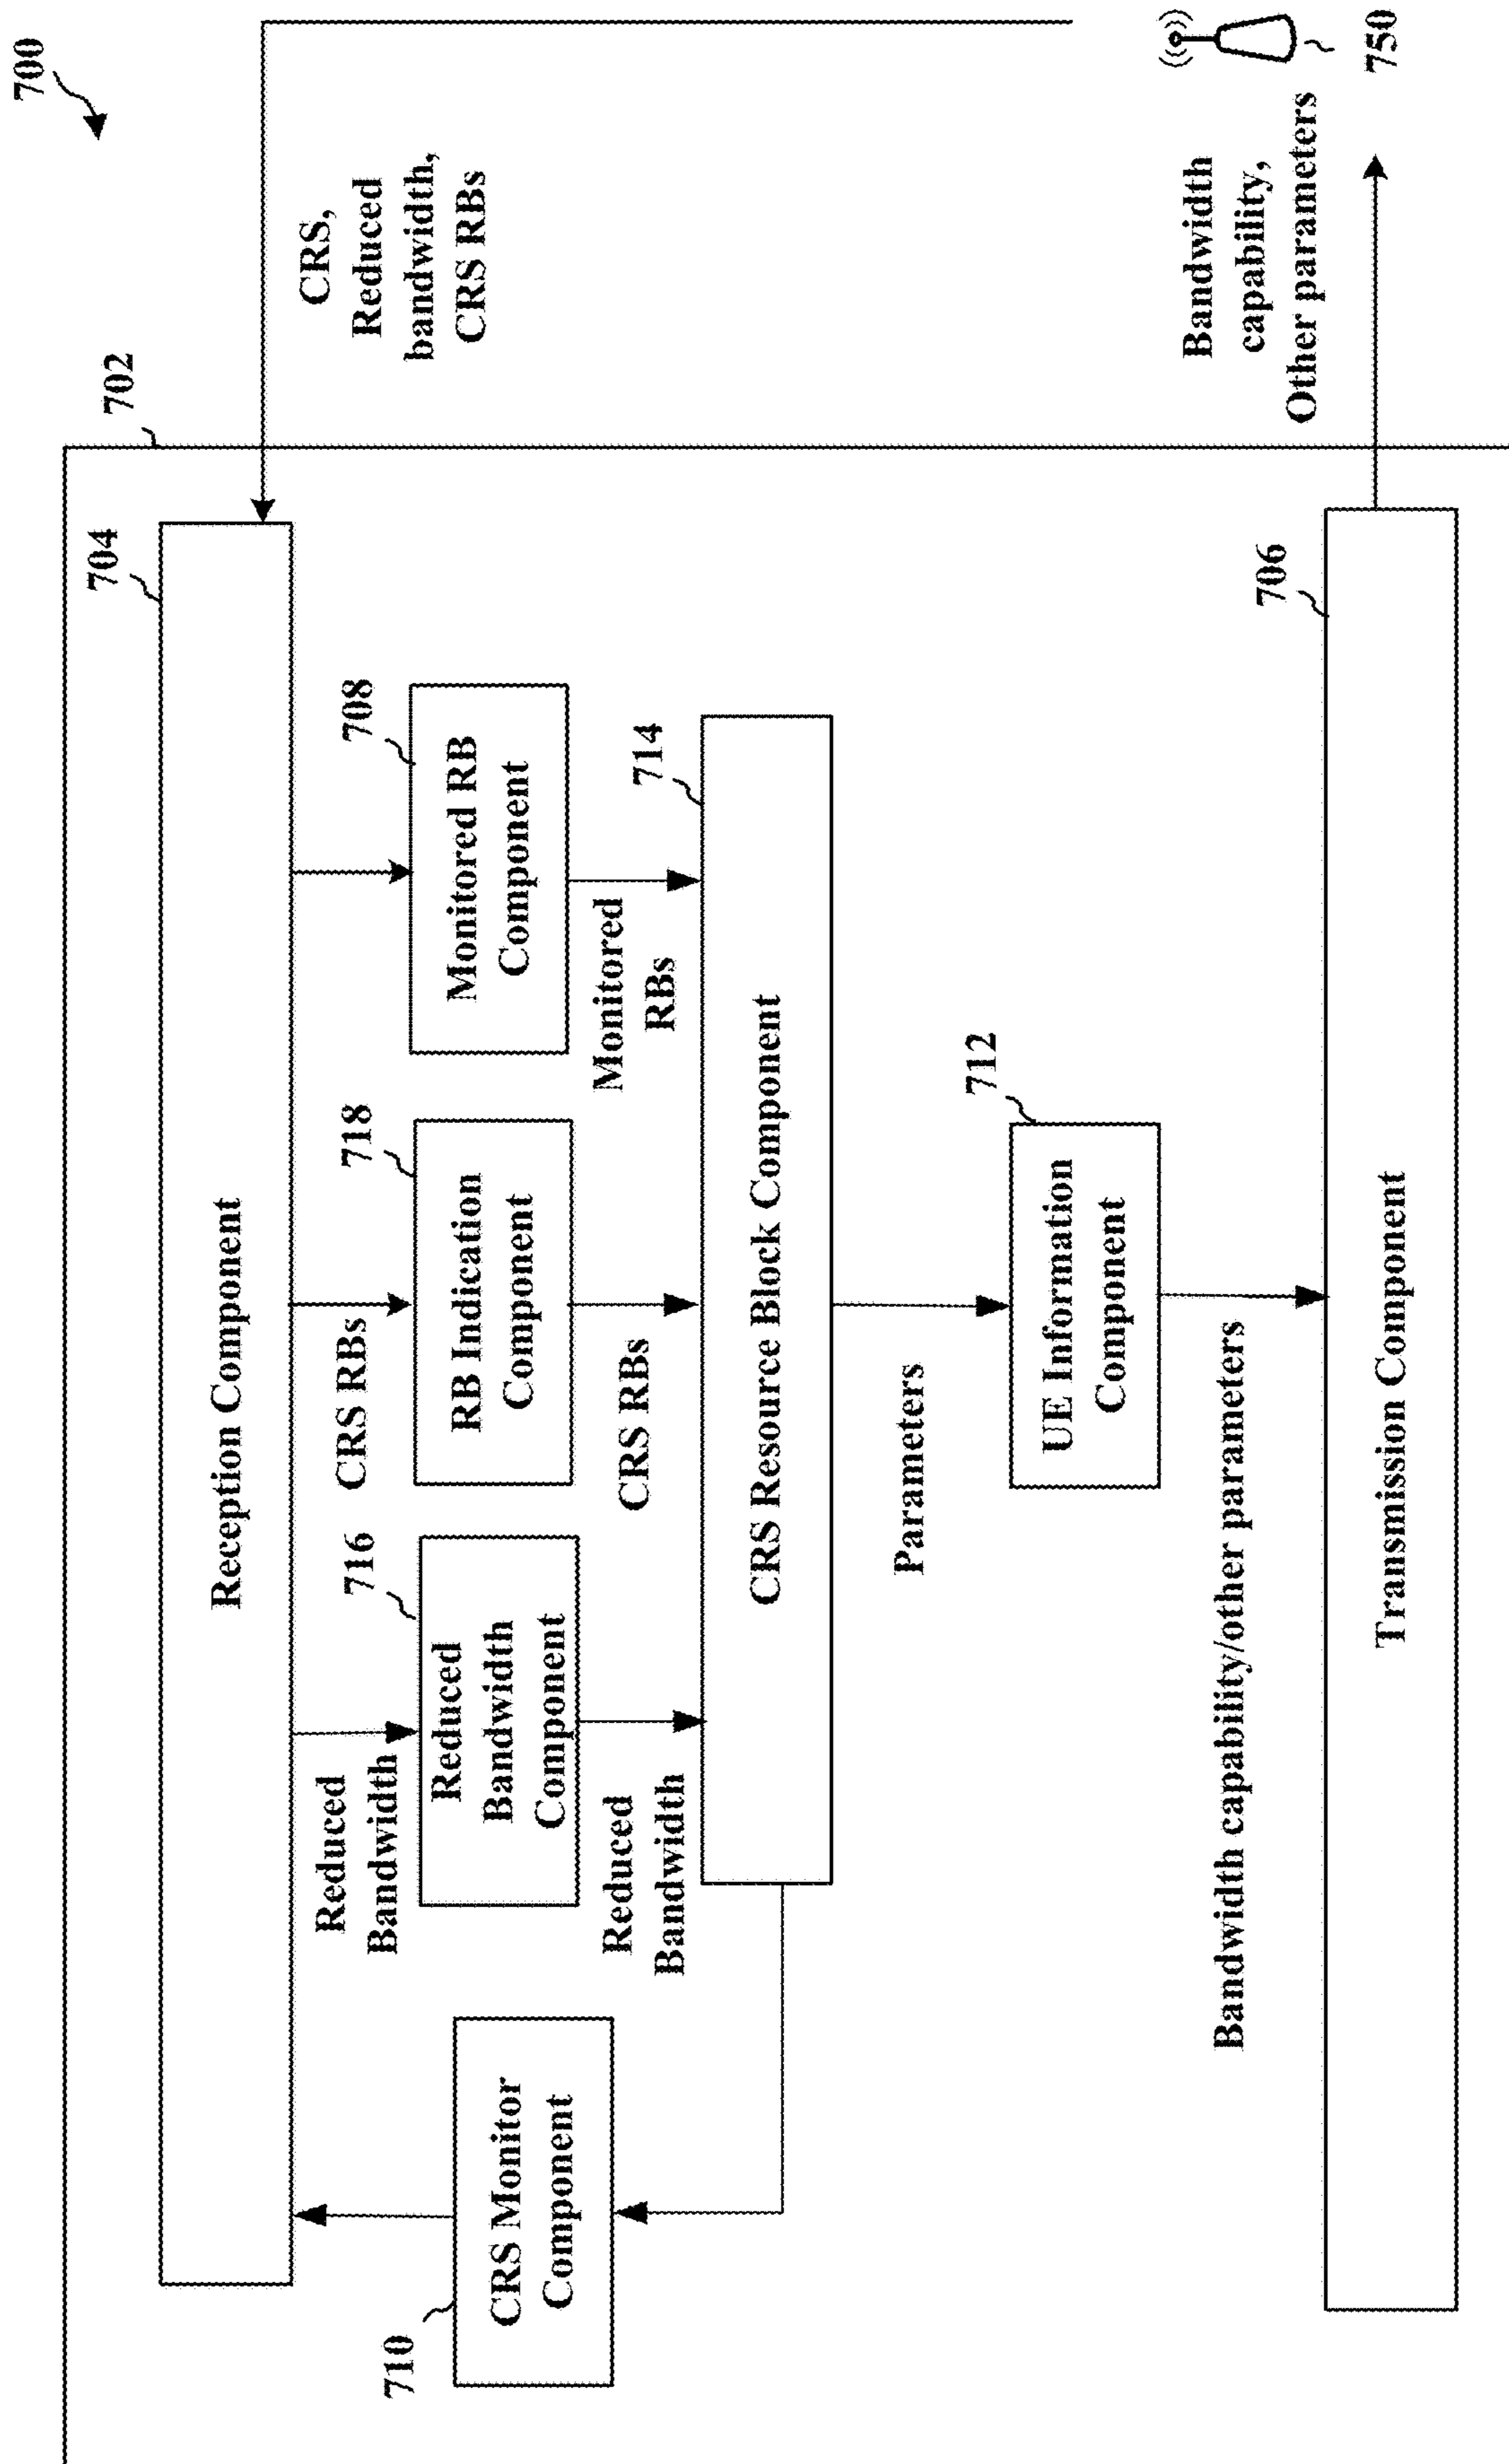 700
702
704
Reception Component
CRS,
Reduced
bandwidth,
CRS RBs
Reduced
Bandwidth
CRS RBs
710
CRS Monitor
Component
716
Reduced
Bandwidth
Component
718
RB Indication
Component
708
Monitored RB
Component
Reduced
Bandwidth
CRS RBs
Monitored
RBs
714
CRS Resource Block Component
Parameters
712
UE Information
Component
Bandwidth capability/other parameters
706
Transmission Component
Bandwidth
capability,
Other parameters
750